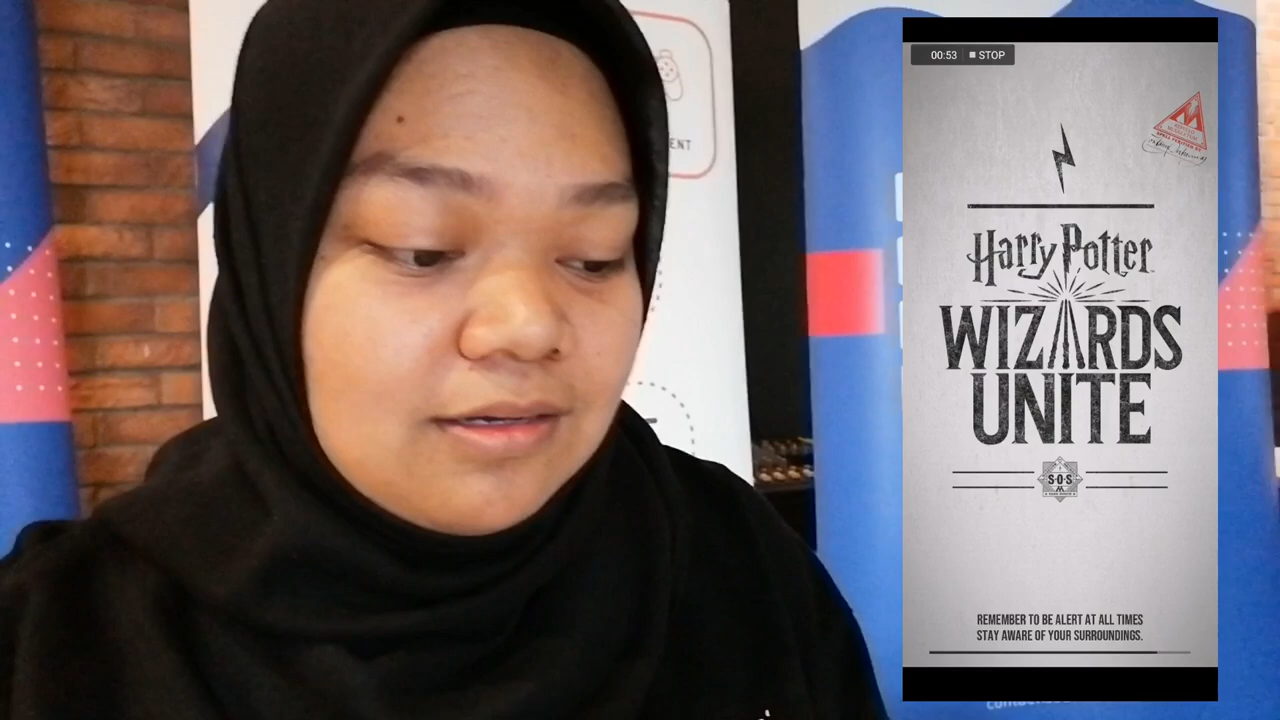 ENT
00:53 STOP
Harry Potter
WIZARDS
UNITE
S.O.S
REMEMBER TO BE ALERT AT ALL TIMES
STAY AWARE OF YOUR SURROUNDINGS.